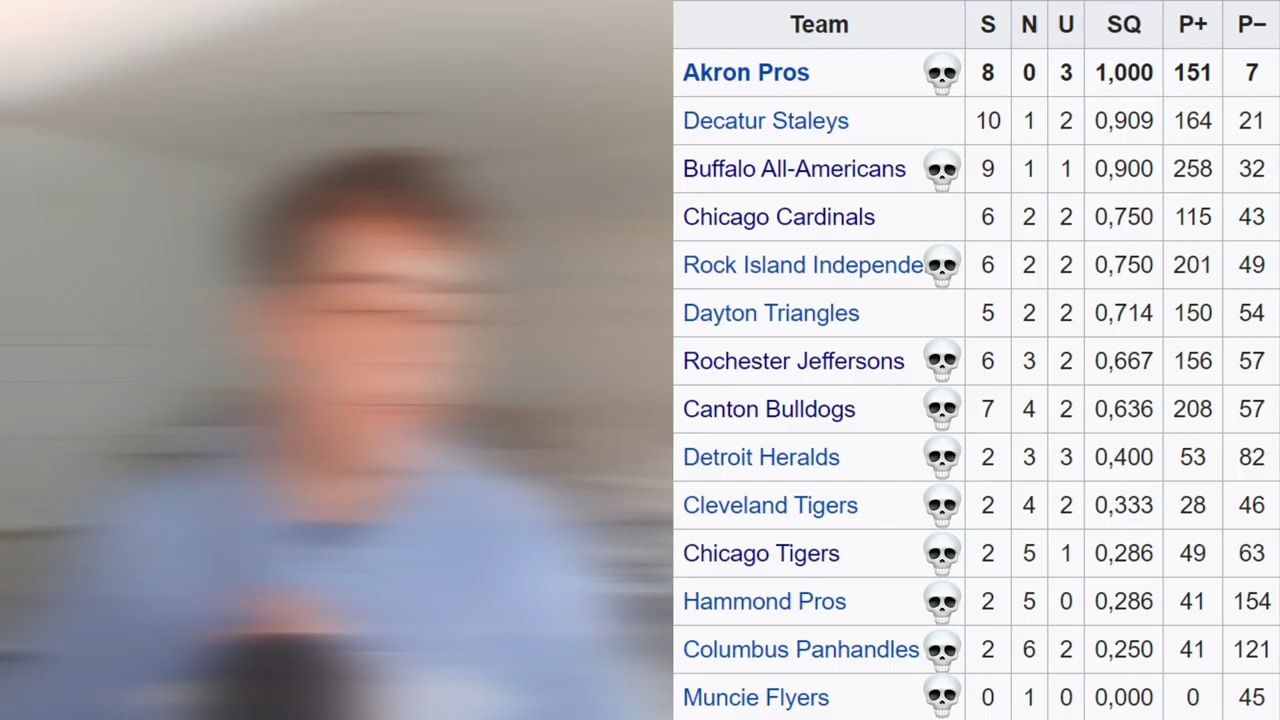 Team S N U SQ P+ P−
Akron Pros 8 0 3 1,000 151 7
Decatur Staleys 10 1 2 0,909 164 21
Buffalo All-Americans 9 1 1 0,900 258 32
Chicago Cardinals 6 2 2 0,750 115 43
Rock Island Independe 6 2 2 0,750 201 49
Dayton Triangles 5 2 2 0,714 150 54
Rochester Jeffersons 6 3 2 0,667 156 57
Canton Bulldogs 7 4 2 0,636 208 57
Detroit Heralds 2 3 3 0,400 53 82
Cleveland Tigers 2 4 2 0,333 28 46
Chicago Tigers 2 5 1 0,286 49 63
Hammond Pros 2 5 0 0,286 41 154
Columbus Panhandles 2 6 2 0,250 41 121
Muncie Flyers 0 1 0 0,000 0 45